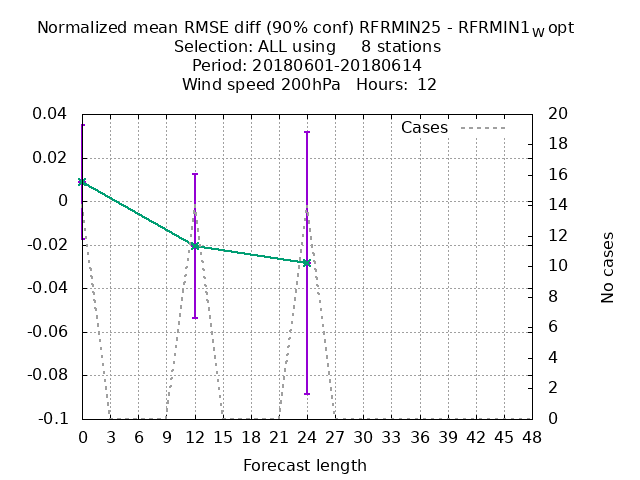 Normalized mean RMSE diff (90% conf) RFRMIN25 - RFRMIN1w opt
Selection: ALL using 8 stations
Period: 20180601-20180614
Wind speed 200hPa Hours: 12
Cases
0.04
0.02
0
-0.02
-0.04
-0.06
-0.08
-0.1
20
18
16
14
12
10
8
6
4
2
0
No cases
0 3 6 9 12 15 18 21 24 27 30 33 36 39 42 45 48
Forecast length